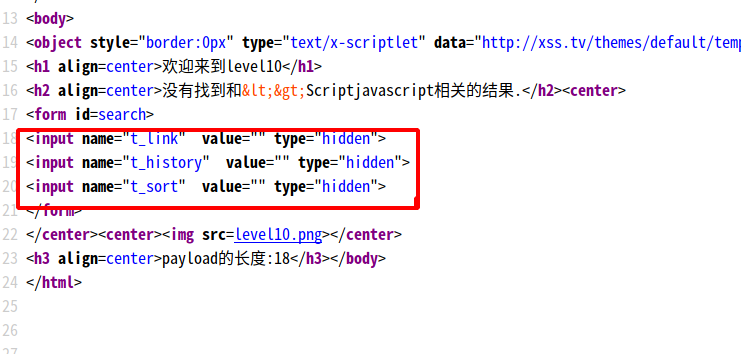 13 <body>
14 <object style="border:0px" type="text/x-scriptlet" data="http://xss.tv/themes/default/temp
15 <h1 align=center>欢迎来到level10</h1>
16 <h2 align=center>没有找到和&lt;&gt;Scriptjavascript相关的结果.</h2><center>
17 <form id=search>
18 <input name="t_link"  value="" type="hidden">
19 <input name="t_history"  value="" type="hidden">
20 <input name="t_sort"  value="" type="hidden">
21 </form>
22 </center><center><img src=level10.png></center>
23 <h3 align=center>payload的长度:18</h3></body>
24 </html>
25
26
27